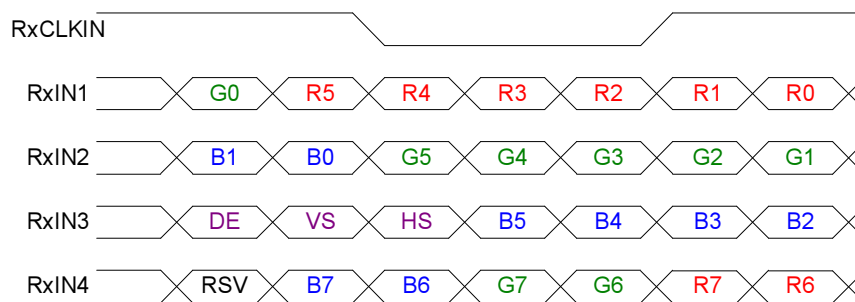 RxCLKIN
RxIN1 G0 R5 R4 R3 R2 R1 R0
RxIN2 B1 B0 G5 G4 G3 G2 G1
RxIN3 DE VS HS B5 B4 B3 B2
RxIN4 RSV B7 B6 G7 G6 R7 R6